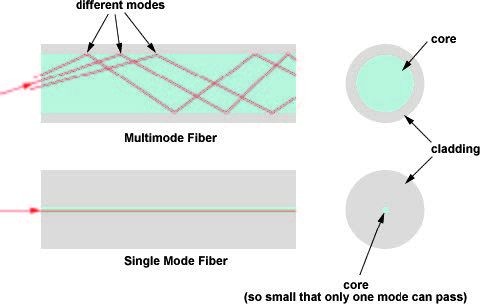 different modes
core
Multimode Fiber
cladding
Single Mode Fiber
core
(so small that only one mode can pass)